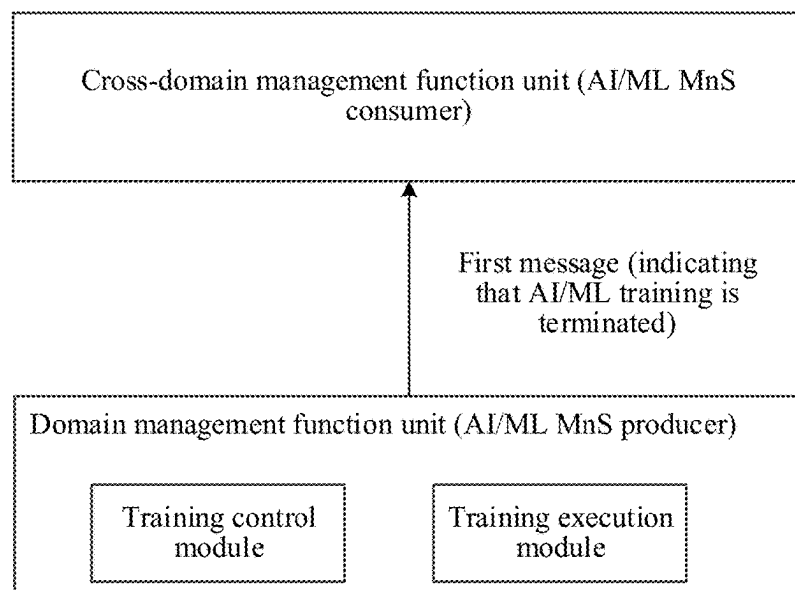 Cross-domain management function unit (AI/ML MnS
consumer)
First message (indicating
that AI/ML training is
terminated)
Domain management function unit (AI/ML MnS producer)
Training control
module
Training execution
module